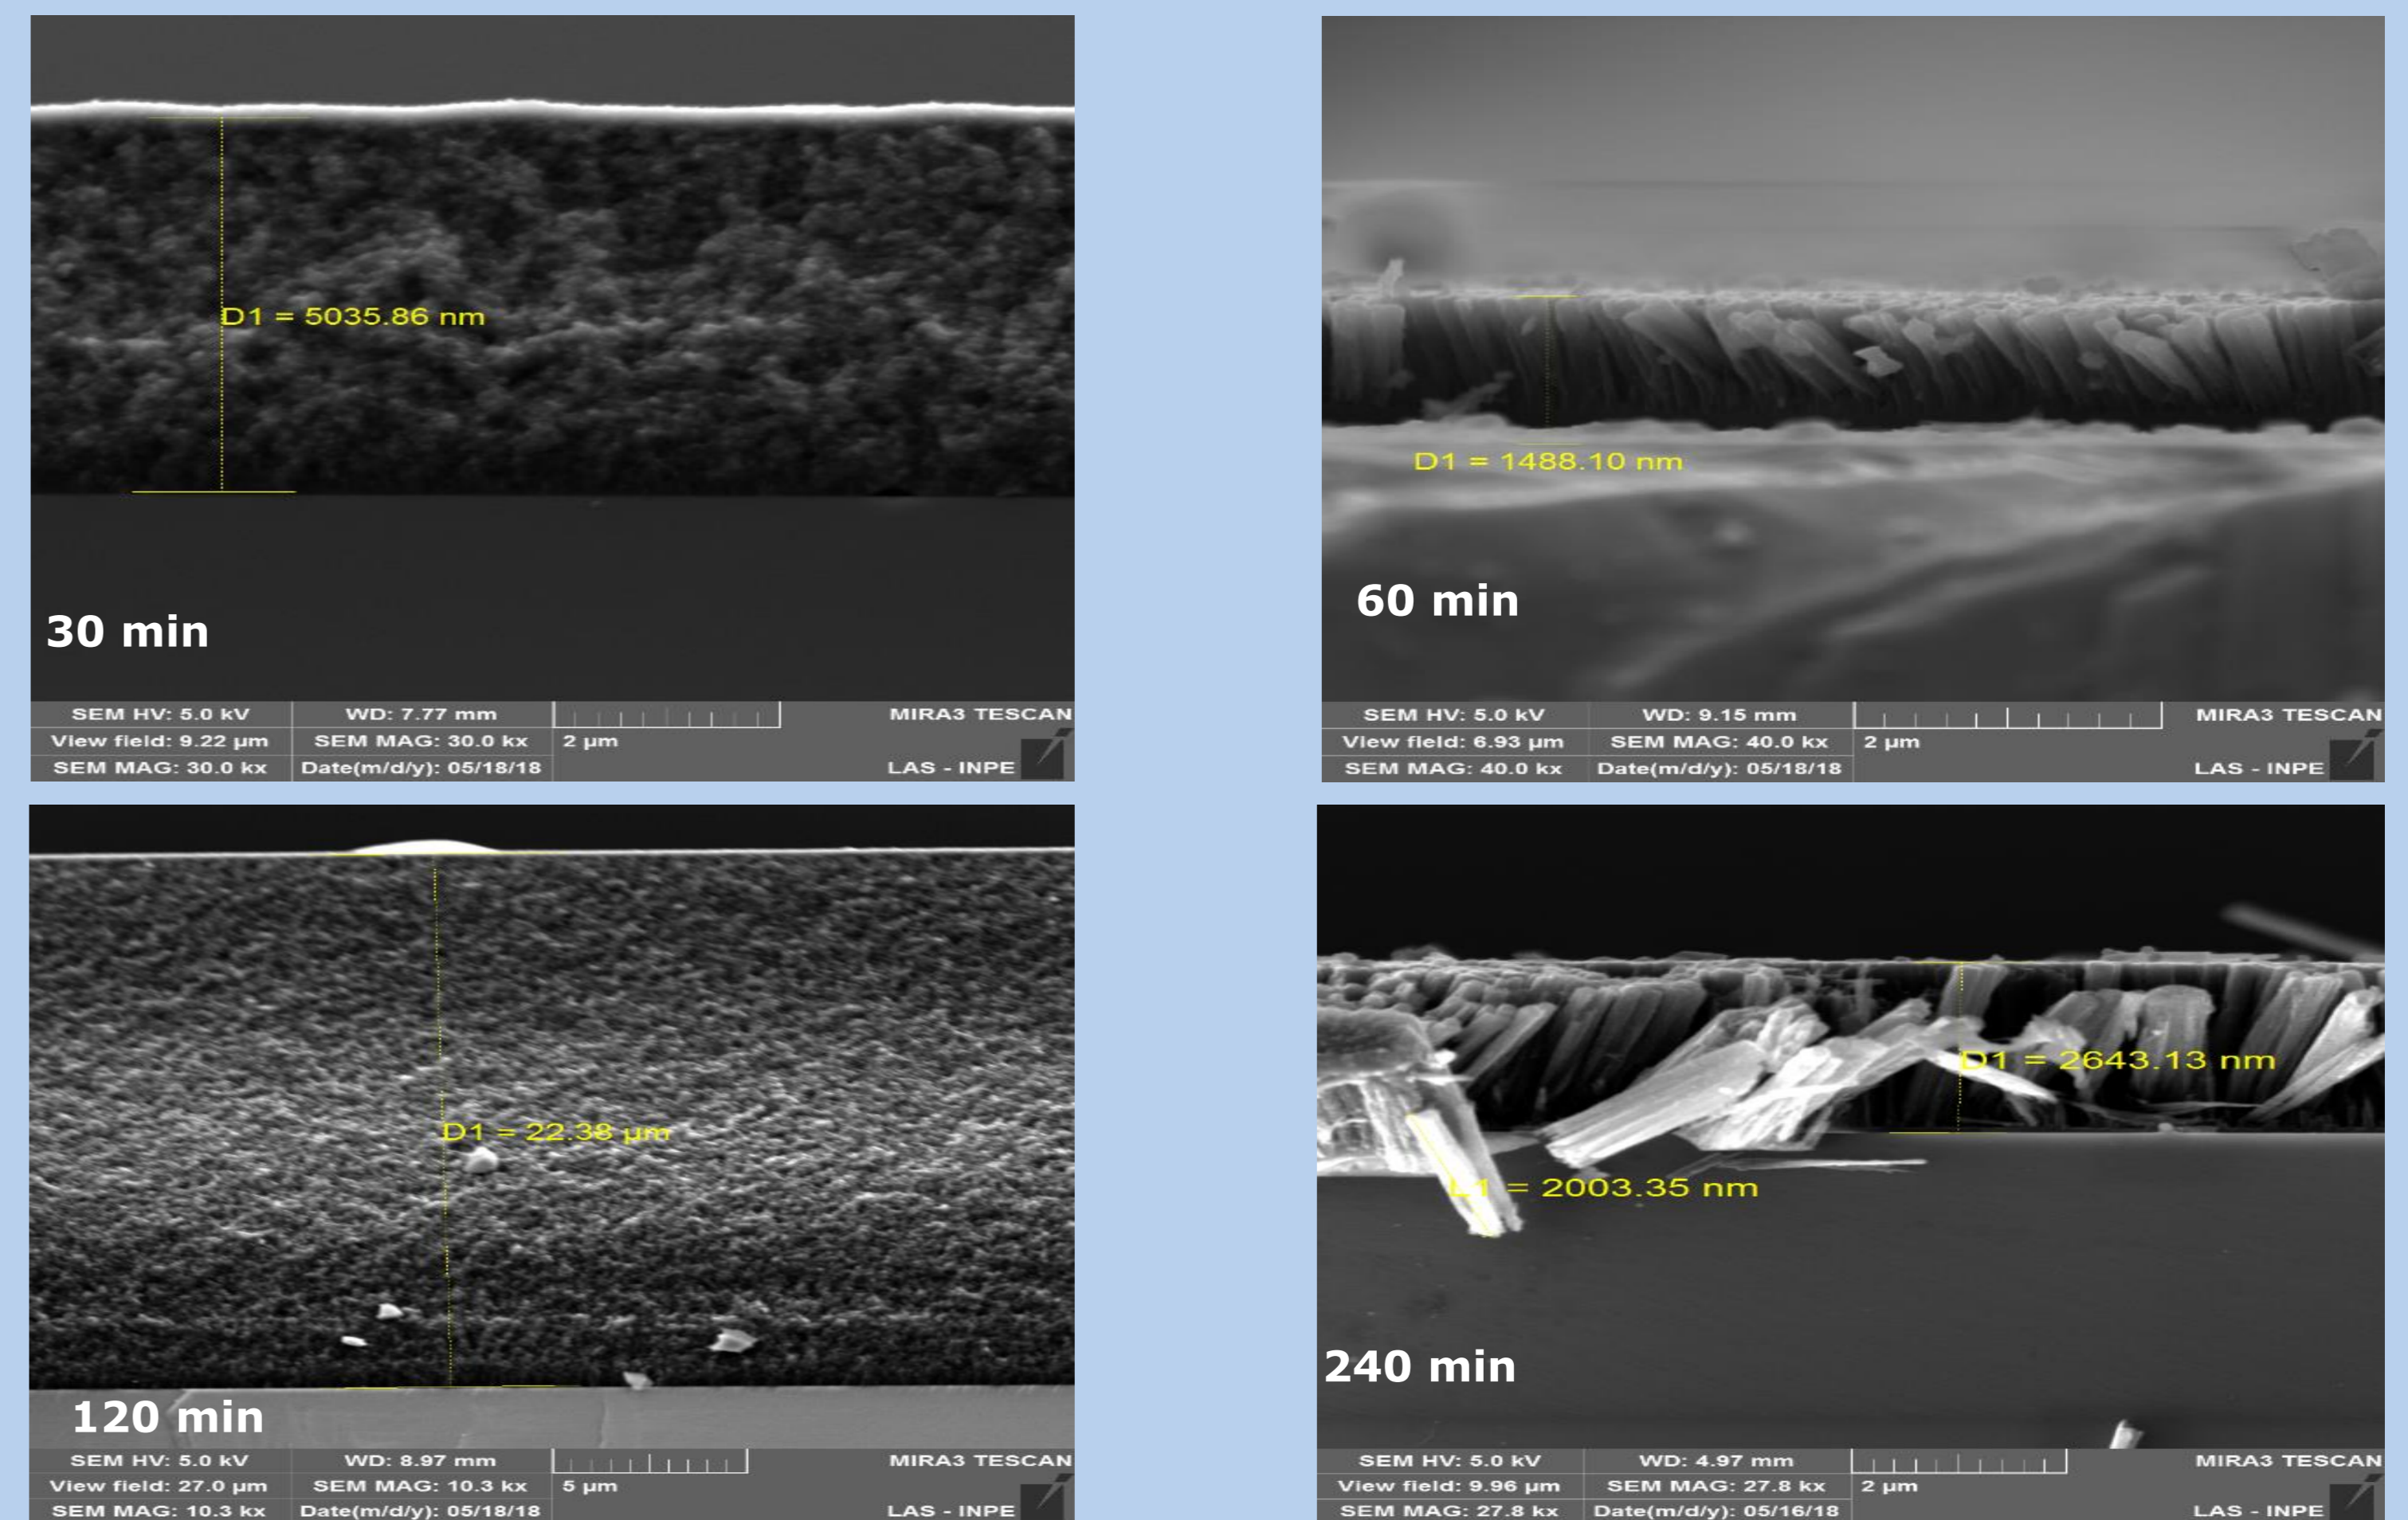 D1 = 5035.86 nm
30 min
SEM HV: 5.0 kV
WD: 7.77 mm
MIRA3 TESCAN
View field: 9.22 µm
SEM MAG: 30.0 kx
2 µm
SEM MAG: 30.0 kx
Date(m/d/y): 05/18/18
LAS - INPE
D1 = 1488.10 nm
60 min
SEM HV: 5.0 kV
WD: 9.15 mm
MIRA3 TESCAN
View field: 6.93 µm
SEM MAG: 40.0 kx
2 µm
SEM MAG: 40.0 kx
Date(m/d/y): 05/18/18
LAS - INPE
D1 = 22.38 µm
120 min
SEM HV: 5.0 kV
WD: 8.97 mm
MIRA3 TESCAN
View field: 27.0 µm
SEM MAG: 10.3 kx
5 µm
SEM MAG: 10.3 kx
Date(m/d/y): 05/18/18
LAS - INPE
D1 = 2643.13 nm
= 2003.35 nm
240 min
SEM HV: 5.0 kV
WD: 4.97 mm
MIRA3 TESCAN
View field: 9.96 µm
SEM MAG: 27.8 kx
2 µm
SEM MAG: 27.8 kx
Date(m/d/y): 05/16/18
LAS - INPE